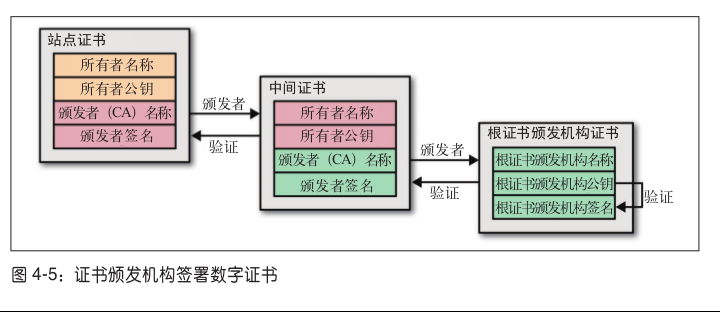 站点证书
所有者名称
所有者公钥
颁发者（CA）名称
颁发者签名
颁发者
验证
中间证书
所有者名称
所有者公钥
颁发者（CA）名称
颁发者签名
颁发者
验证
根证书颁发机构证书
根证书颁发机构名称
根证书颁发机构公钥
根证书颁发机构签名
验证
图 4-5：证书颁发机构签署数字证书